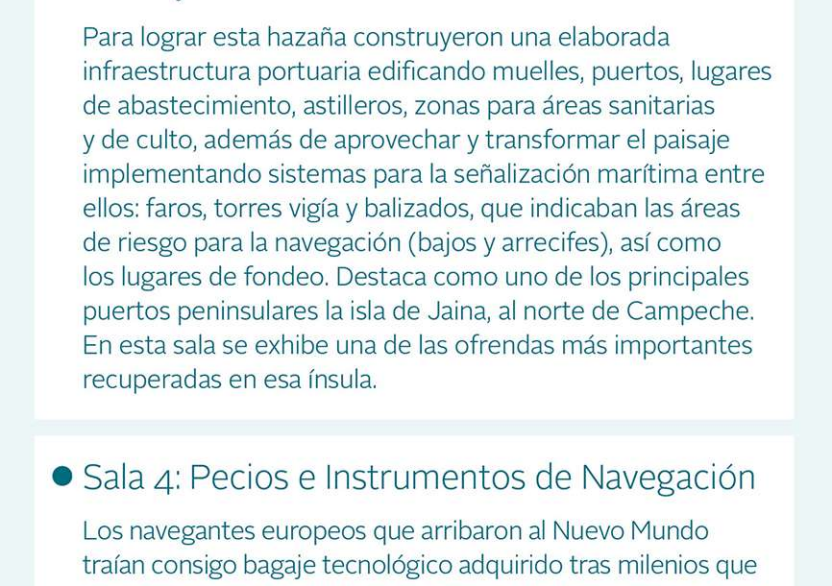 Para lograr esta hazaña construyeron una elaborada
infraestructura portuaria edificando muelles, puertos, lugares
de abastecimiento, astilleros, zonas para áreas sanitarias
y de culto, además de aprovechar y transformar el paisaje
implementando sistemas para la señalización marítima entre
ellos: faros, torres vigía y balizados, que indicaban las áreas
de riesgo para la navegación (bajos y arrecifes), así como
los lugares de fondeo. Destaca como uno de los principales
puertos peninsulares la isla de Jaina, al norte de Campeche.
En esta sala se exhibe una de las ofrendas más importantes
recuperadas en esa ínsula.
● Sala 4: Pecios e Instrumentos de Navegación
Los navegantes europeos que arribaron al Nuevo Mundo
traían consigo bagaje tecnológico adquirido tras milenios que